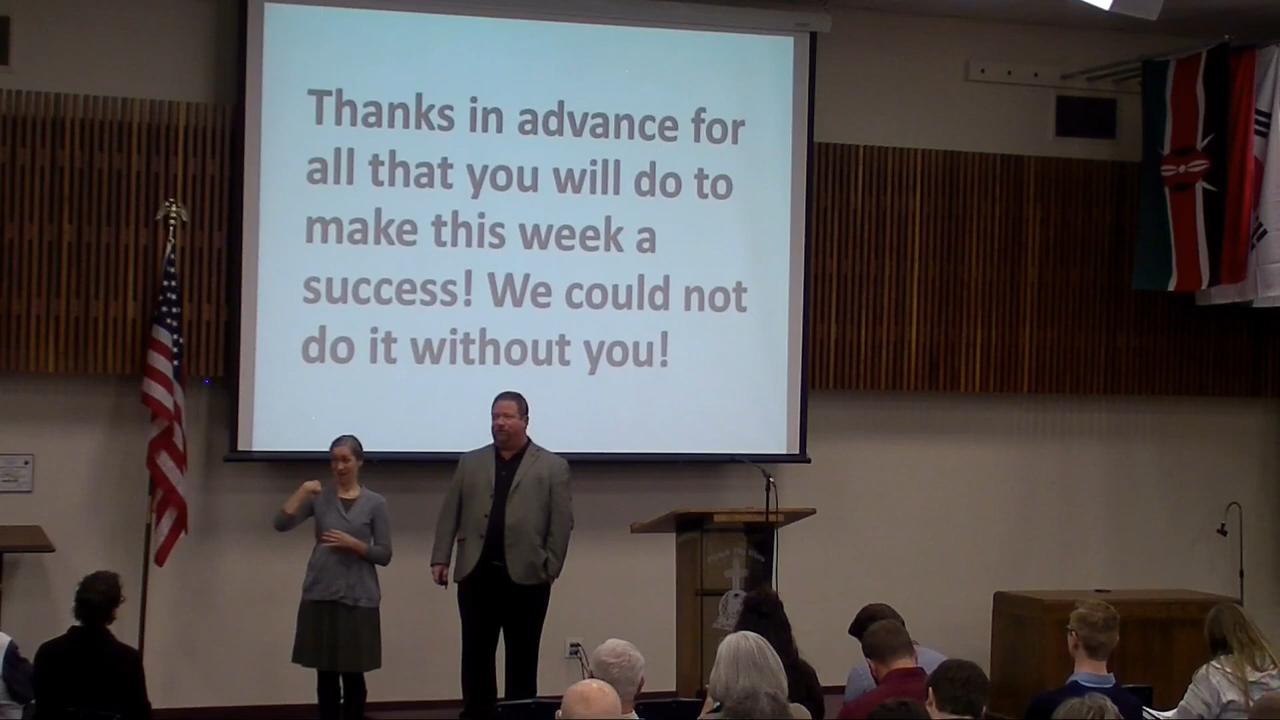 Thanks in advance for
all that you will do to
make this week a
success! We could not
do it without you!